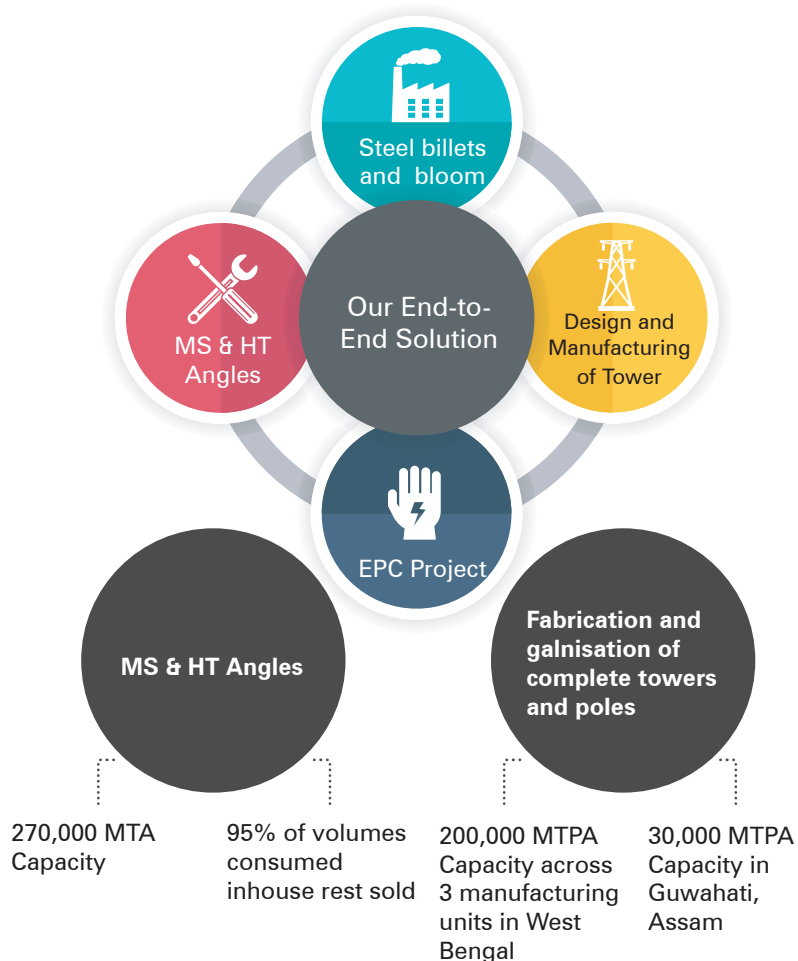 Steel billets
and bloom
Our End-to-
End Solution
MS & HT
Angles
Design and
Manufacturing
of Tower
EPC Project
MS & HT Angles
Fabrication and
galnisation of
complete towers
and poles
270,000 MTA
Capacity
95% of volumes
consumed
inhouse rest sold
200,000 MTPA
Capacity across
3 manufacturing
units in West
Bengal
30,000 MTPA
Capacity in
Guwahati,
Assam